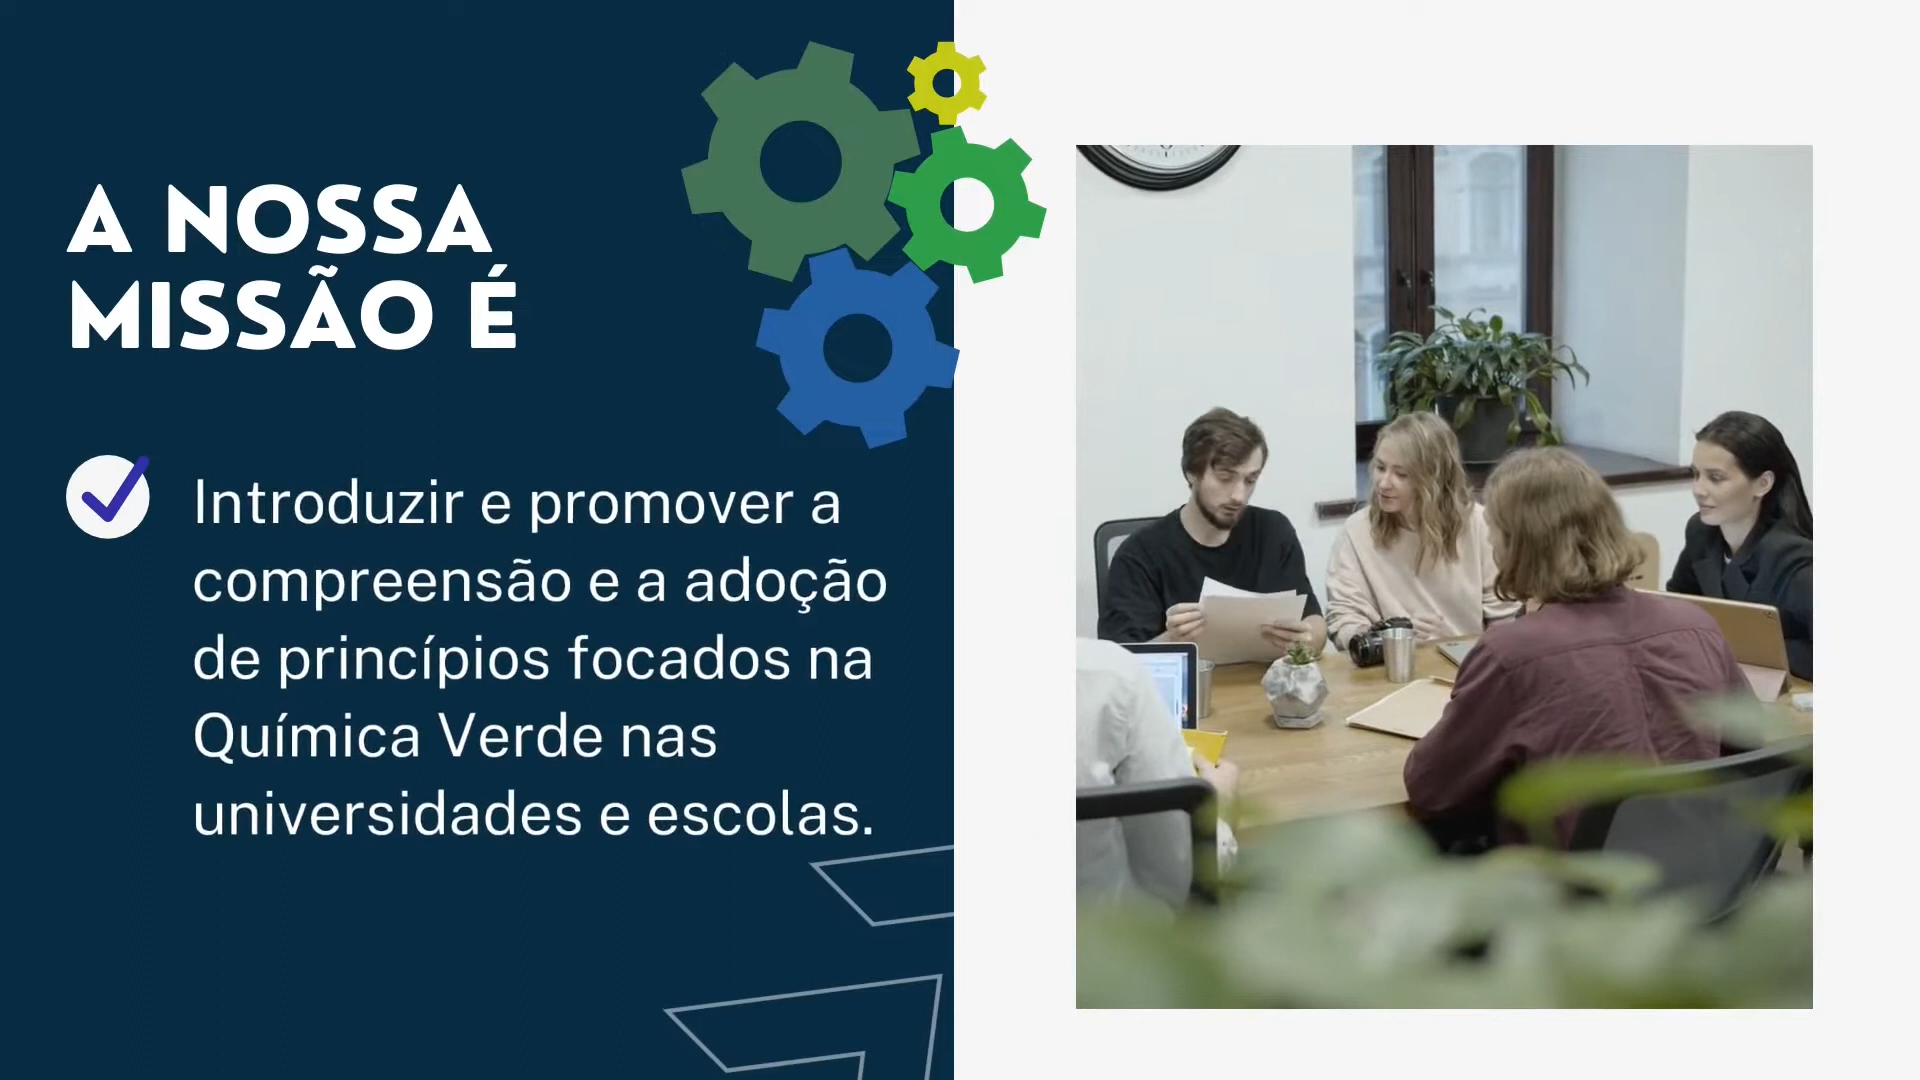 A NOSSA
MISSÃO É
Introduzir e promover a
compreensão e a adoção
de princípios focados na
Química Verde nas
universidades e escolas.